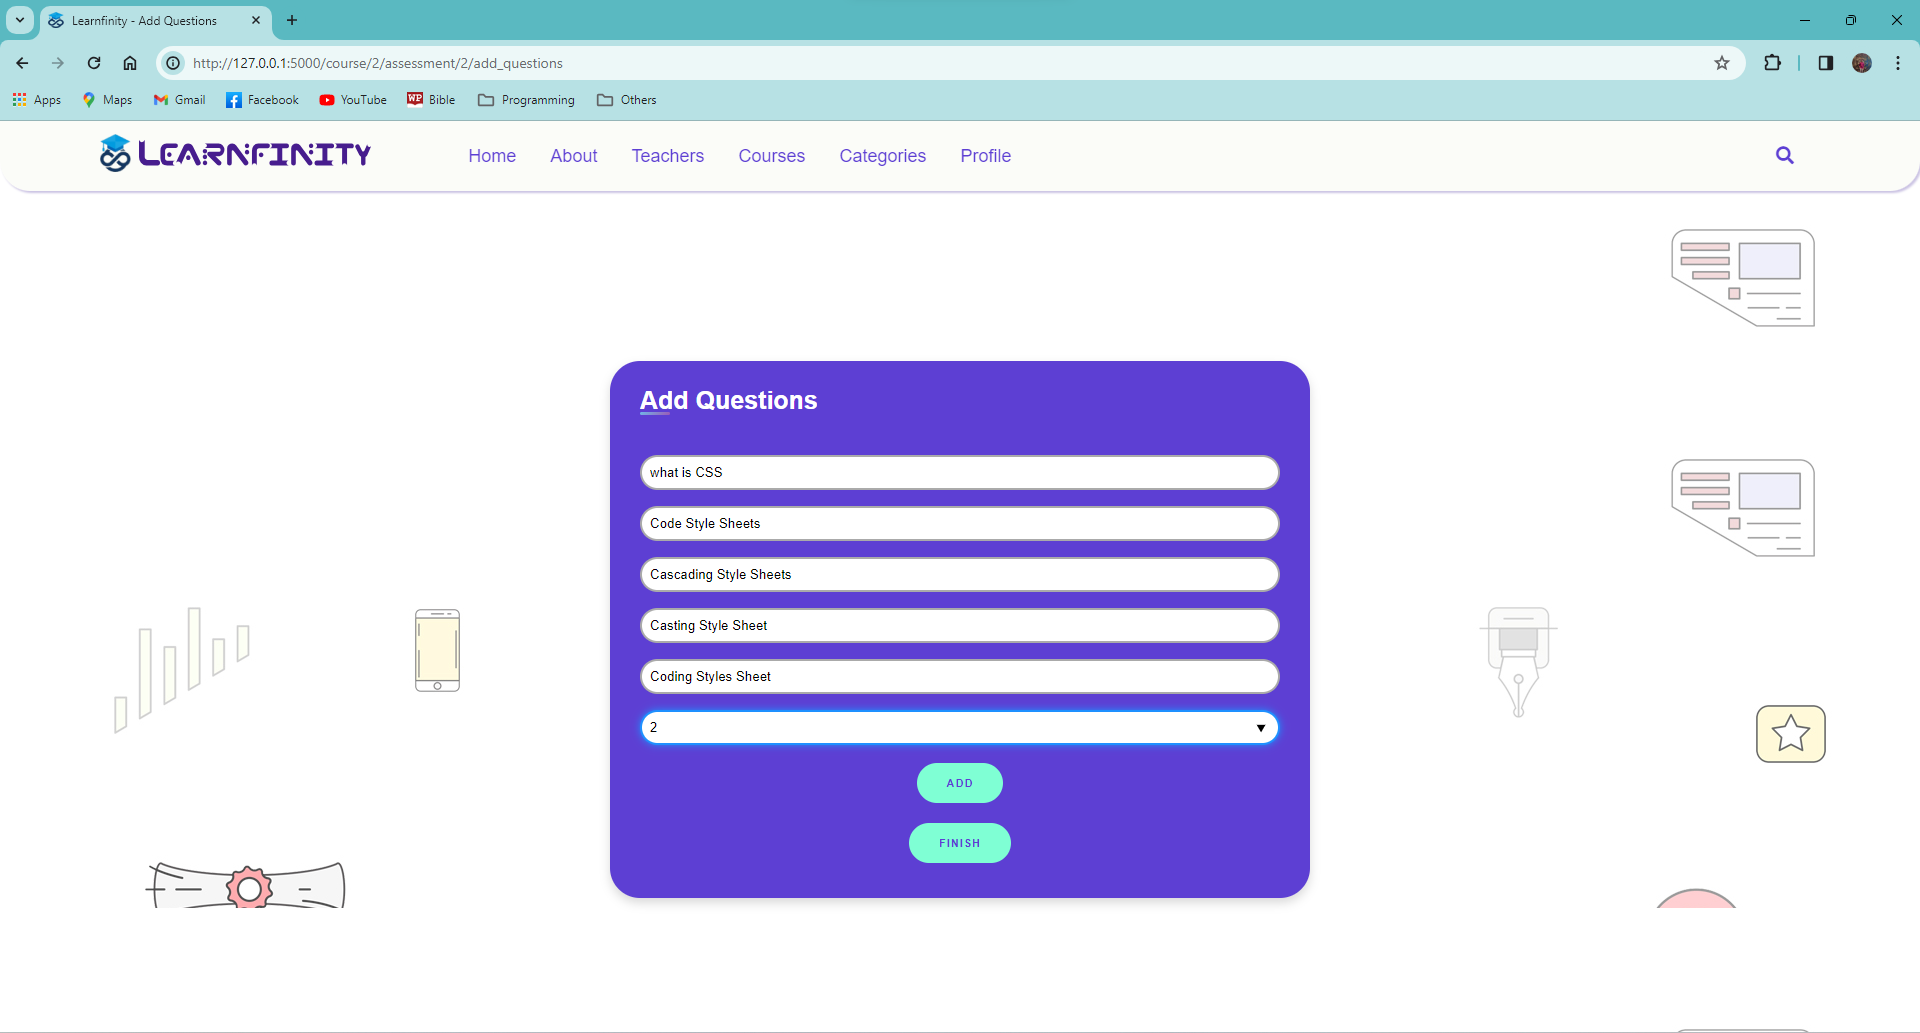 Learnfinity - Add Questions
http://127.0.0.1:5000/course/2/assessment/2/add_questions
Apps Maps Gmail Facebook YouTube WP Bible Programming Others
LEARNFINITY Home About Teachers Courses Categories Profile
Add Questions
what is CSS
Code Style Sheets
Cascading Style Sheets
Casting Style Sheet
Coding Styles Sheet
2
ADD
FINISH